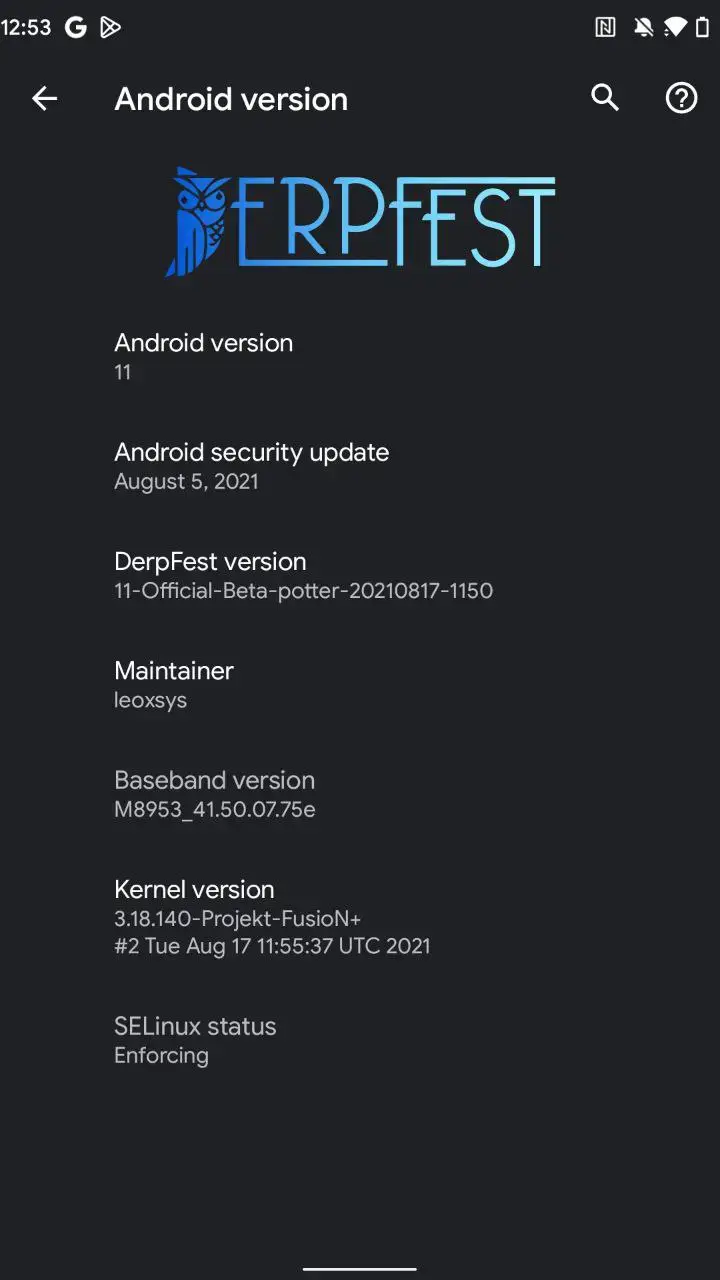 12:53
Android version
DERPFEST
Android version
11
Android security update
August 5, 2021
DerpFest version
11-Official-Beta-potter-20210817-1150
Maintainer
leoxsys
Baseband version
M8953_41.50.07.75e
Kernel version
3.18.140-Projekt-FusioN+
#2 Tue Aug 17 11:55:37 UTC 2021
SELinux status
Enforcing